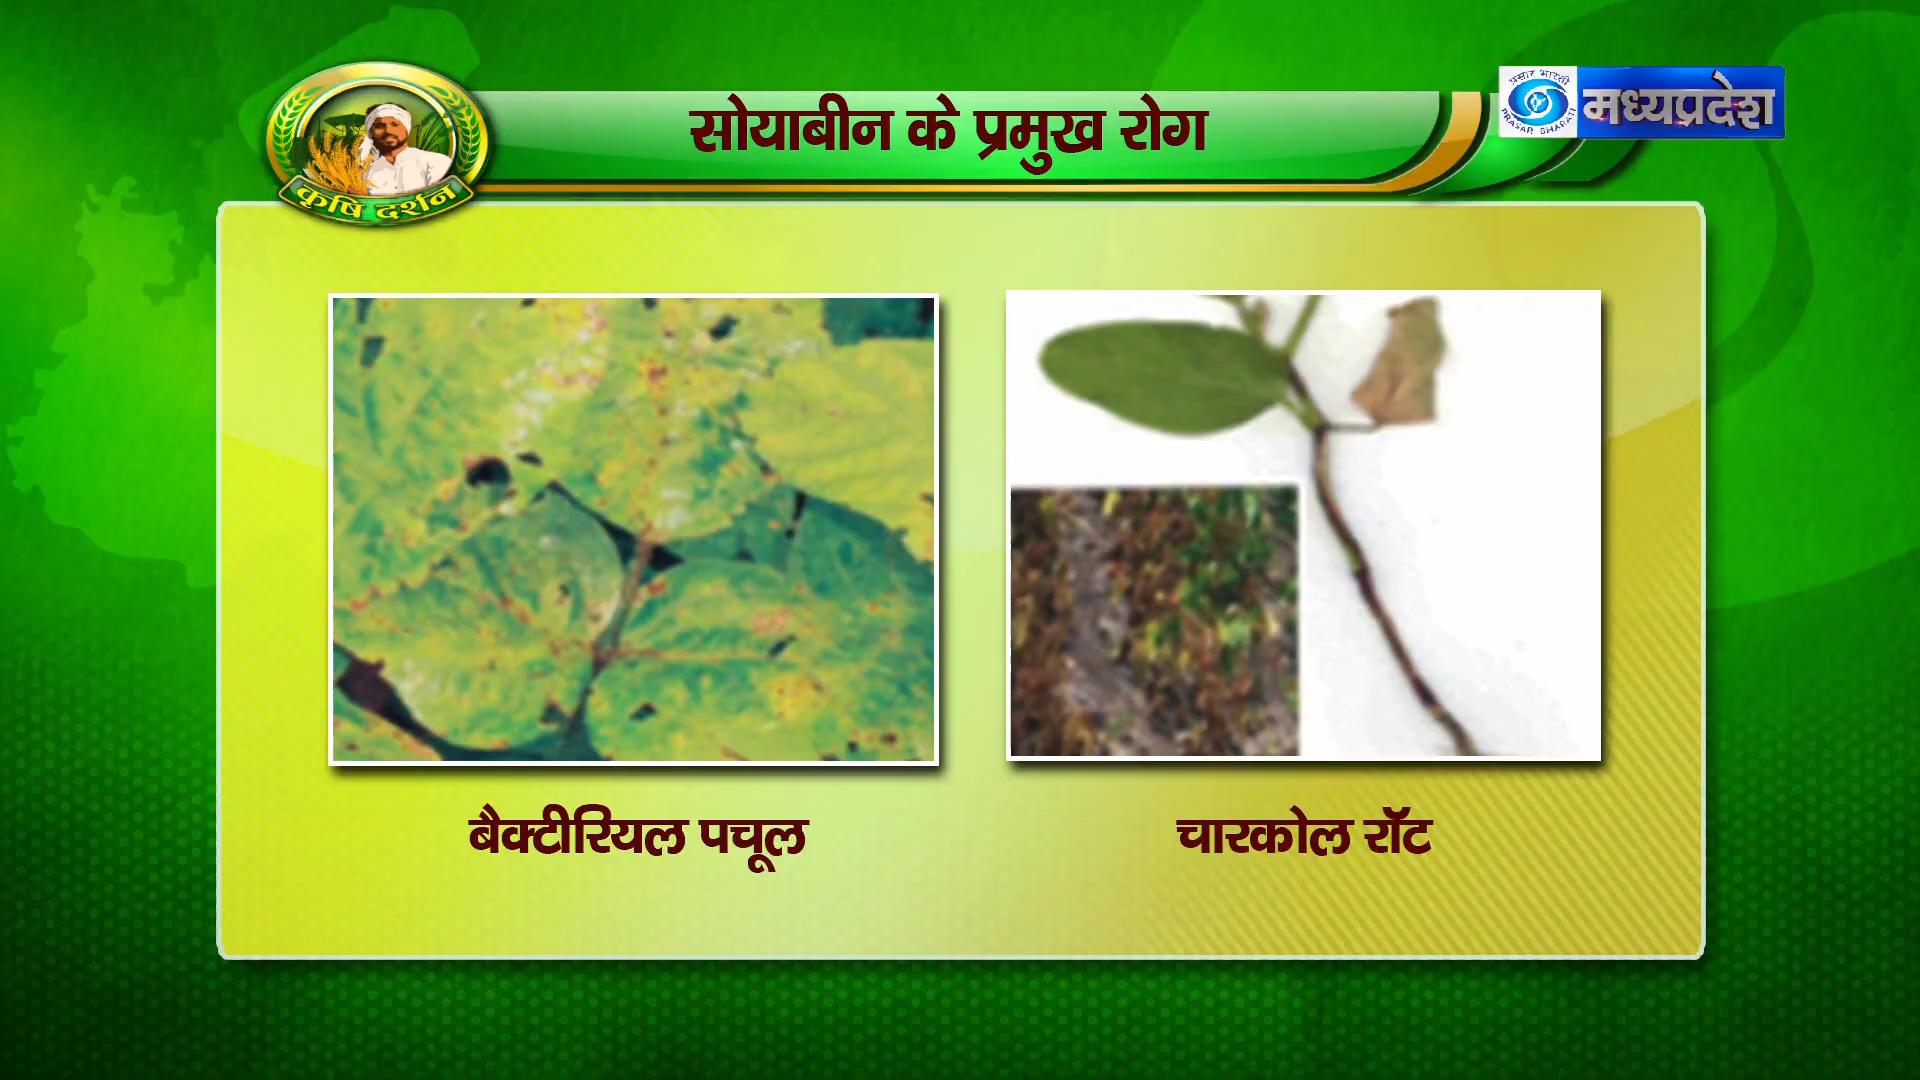 सोयाबीन के प्रमुख रोग
कृषि दर्शन
प्रसार भारती
PRASAR BHARATI
मध्यप्रदेश
बैक्टीरियल पचूल
चारकोल रॉट